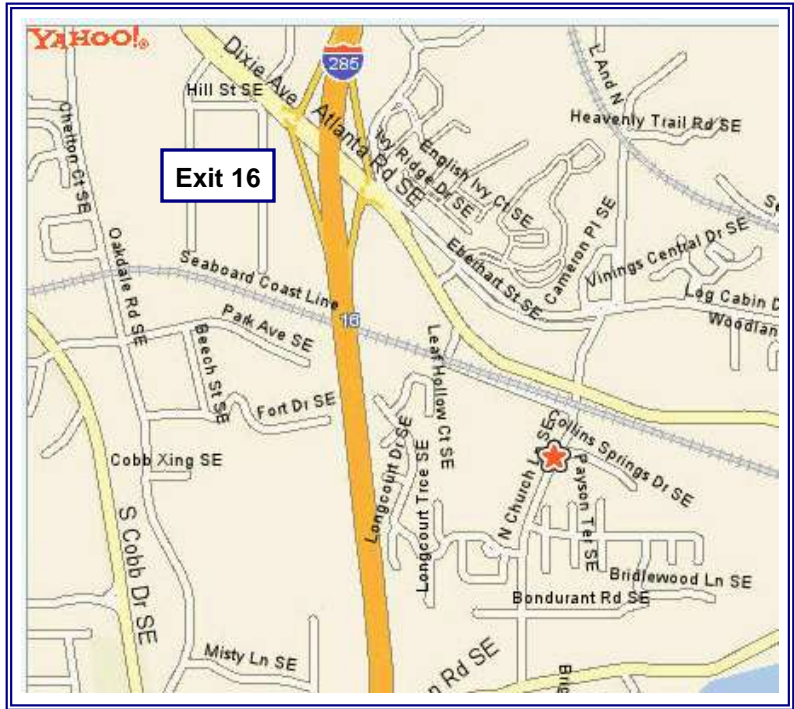 YAHOO!®
Dixie Ave
285
L And N
Hill St SE
Atlanta Rd SE
Heavenly Trail Rd SE
Chelton Ct SE
Ivy Ridge Dr SE
English Ivy Ct SE
Exit 16
Se
Oakdale Rd SE
Seaboard Coast Line
Eberhart St SE
Cameron Pl SE
Vinings Central Dr SE
Log Cabin D
Woodlan
16
Park Ave SE
Beech St SE
Leaf Hollow Ct SE
Fort Dr SE
Cobb Xing SE
Longcourt Dr SE
Longcourt Trce SE
N Church L SE
Collins Springs Dr SE
Payson Ter SE
S Cobb Dr SE
Bridlewood Ln SE
Bondurant Rd SE
Misty Ln SE
n Rd SE
Brig